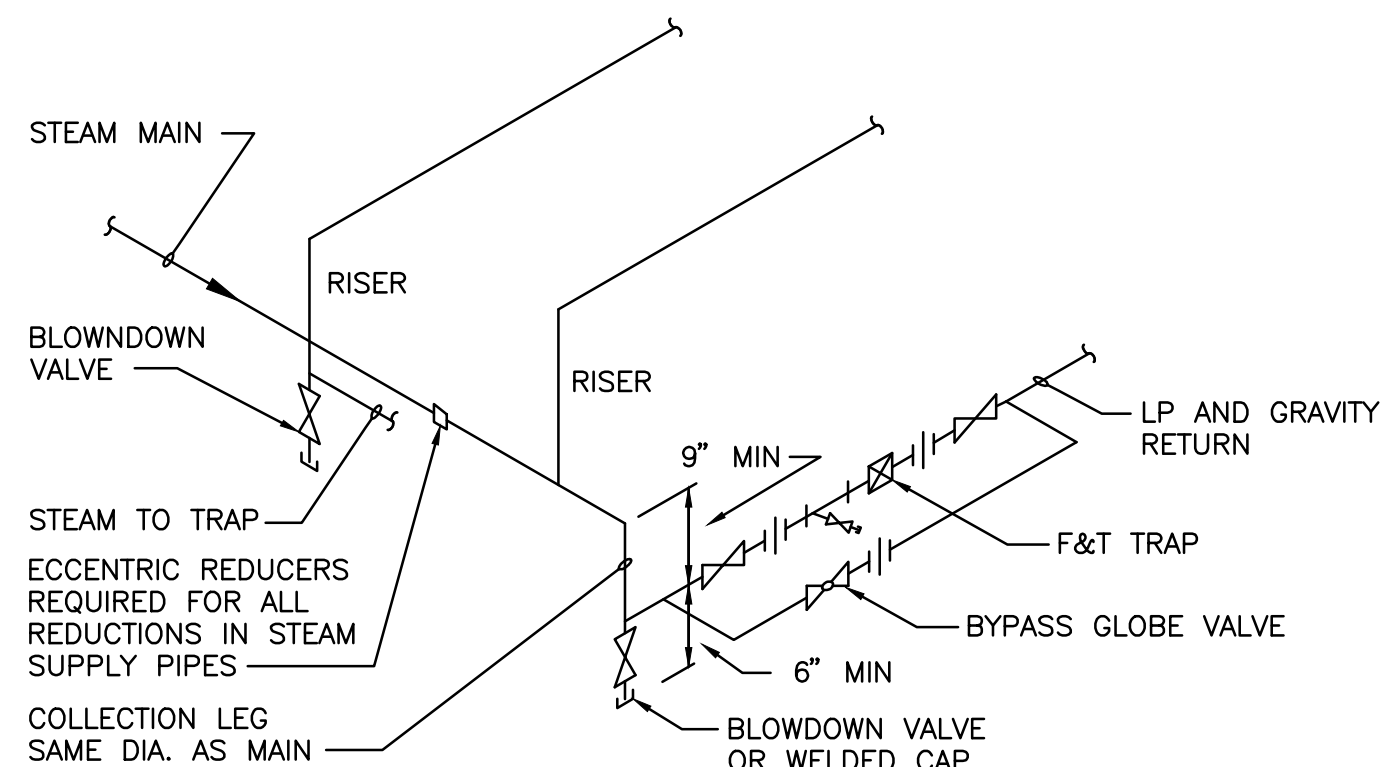 STEAM MAIN
RISER
BLOWNDOWN
VALVE
RISER
LP AND GRAVITY
RETURN
9” MIN
STEAM TO TRAP
F&T TRAP
ECCENTRIC REDUCERS
REQUIRED FOR ALL
REDUCTIONS IN STEAM
SUPPLY PIPES
BYPASS GLOBE VALVE
6” MIN
COLLECTION LEG
SAME DIA. AS MAIN
BLOWDOWN VALVE
OR WELDED CAP